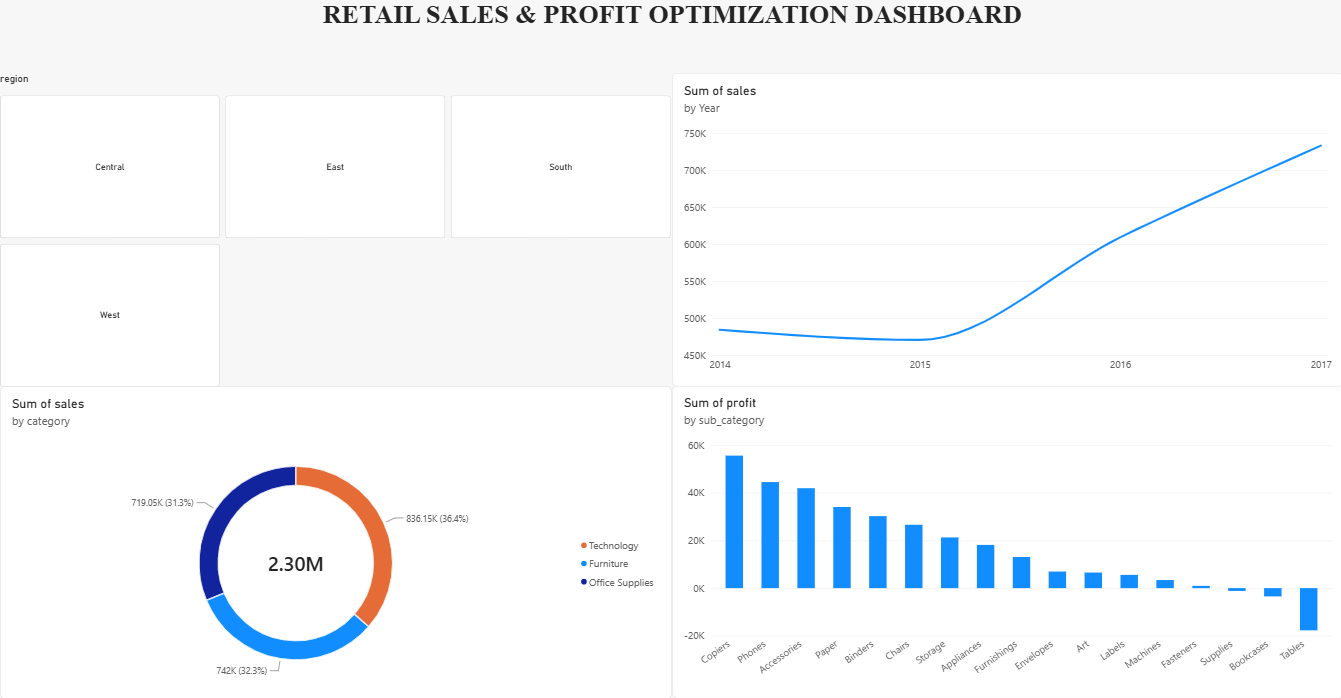 RETAIL SALES & PROFIT OPTIMIZATION DASHBOARD
region
Central
East
South
West
Sum of sales
by Year
750K
700K
650K
600K
550K
500K
450K
2014 2015 2016 2017
Sum of sales
by category
719.05K (31.3%)
836.15K (36.4%)
2.30M
742K (32.3%)
Technology
Furniture
Office Supplies
Sum of profit
by sub_category
60K
40K
20K
0K
-20K
Copiers Phones Accessories Paper Binders Chairs Storage Appliances Furnishings Envelopes Art Labels Machines Fasteners Supplies Bookcases Tables